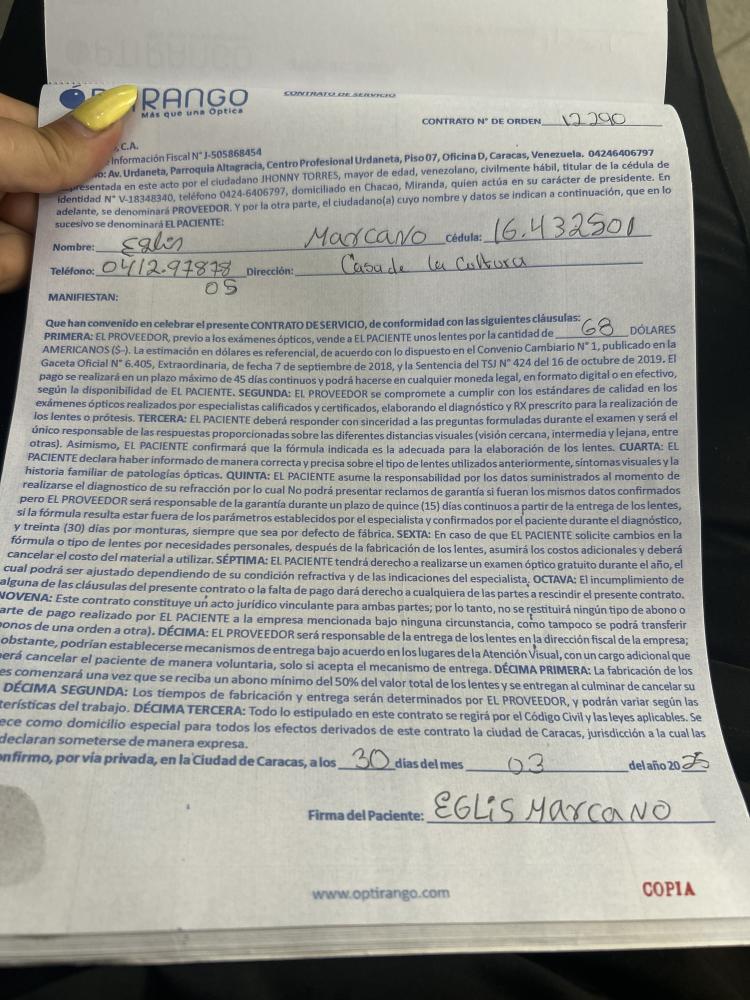 RANGO
Más que una Óptica
CONTRATO DE SERVICIO
CONTRATO N° DE ORDEN 12290
, C.A.
Información Fiscal N° J-505868454
o: Av. Urdaneta, Parroquia Altagracia, Centro Profesional Urdaneta, Piso 07, Oficina D, Caracas, Venezuela. 04246406797
presentada en este acto por el ciudadano JHONNY TORRES, mayor de edad, venezolano, civilmente hábil, titular de la cédula de
Identidad N° V-18348340, teléfono 0424-6406797, domiciliado en Chacao, Miranda, quien actúa en su carácter de presidente. En
adelante, se denominará PROVEEDOR. Y por la otra parte, el ciudadano(a) cuyo nombre y datos se indican a continuación, que en lo
sucesivo se denominará EL PACIENTE:
Nombre: Eglis Marcano Cédula: 16.432501
Teléfono: 0412.97878 Dirección: Casa de la Cultura
05
MANIFIESTAN:
Que han convenido en celebrar el presente CONTRATO DE SERVICIO, de conformidad con las siguientes cláusulas:
PRIMERA: EL PROVEEDOR, previo a los exámenes ópticos, vende a EL PACIENTE unos lentes por la cantidad de 68 DÓLARES
AMERICANOS (S-). La estimación en dólares es referencial, de acuerdo con lo dispuesto en el Convenio Cambiario N° 1, publicado en la
Gaceta Oficial N° 6.405, Extraordinaria, de fecha 7 de septiembre de 2018, y la Sentencia del TSJ N° 424 del 16 de octubre de 2019. El
pago se realizará en un plazo máximo de 45 días continuos y podrá hacerse en cualquier moneda legal, en formato digital o en efectivo,
según la disponibilidad de EL PACIENTE. SEGUNDA: EL PROVEEDOR se compromete a cumplir con los estándares de calidad en los
exámenes ópticos realizados por especialistas calificados y certificados, elaborando el diagnóstico y RX prescrito para la realización de
los lentes o prótesis. TERCERA: EL PACIENTE deberá responder con sinceridad a las preguntas formuladas durante el examen y será el
único responsable de las respuestas proporcionadas sobre las diferentes distancias visuales (visión cercana, intermedia y lejana, entre
otras). Asimismo, EL PACIENTE confirmará que la fórmula indicada es la adecuada para la elaboración de los lentes. CUARTA: EL
PACIENTE declara haber informado de manera correcta y precisa sobre el tipo de lentes utilizados anteriormente, síntomas visuales y la
historia familiar de patologías ópticas. QUINTA: EL PACIENTE asume la responsabilidad por los datos suministrados al momento de
realizarse el diagnostico de su refracción por lo cual No podrá presentar reclamos de garantía si fueran los mismos datos confirmados
pero EL PROVEEDOR será responsable de la garantía durante un plazo de quince (15) días continuos a partir de la entrega de los lentes,
si la fórmula resulta estar fuera de los parámetros establecidos por el especialista y confirmados por el paciente durante el diagnóstico,
y treinta (30) días por monturas, siempre que sea por defecto de fábrica. SEXTA: En caso de que EL PACIENTE solicite cambios en la
fórmula o tipo de lentes por necesidades personales, después de la fabricación de los lentes, asumirá los costos adicionales y deberá
cancelar el costo del material a utilizar. SÉPTIMA: EL PACIENTE tendrá derecho a realizarse un examen óptico gratuito durante el año, el
cual podrá ser ajustado dependiendo de su condición refractiva y de las indicaciones del especialista. OCTAVA: El incumplimiento de
alguna de las cláusulas del presente contrato o la falta de pago dará derecho a cualquiera de las partes a rescindir el presente contrato.
NOVENA: Este contrato constituye un acto jurídico vinculante para ambas partes; por lo tanto, no se restituirá ningún tipo de abono o
arte de pago realizado por EL PACIENTE a la empresa mencionada bajo ninguna circunstancia, como tampoco se podrá transferir
onos de una orden a otra). DÉCIMA: EL PROVEEDOR será responsable de la entrega de los lentes en la dirección fiscal de la empresa;
obstante, podrían establecerse mecanismos de entrega bajo acuerdo en los lugares de la Atención Visual, con un cargo adicional que
erá cancelar el paciente de manera voluntaria, solo si acepta el mecanismo de entrega. DÉCIMA PRIMERA: La fabricación de los
es comenzará una vez que se reciba un abono mínimo del 50% del valor total de los lentes y se entregan al culminar de cancelar su
DÉCIMA SEGUNDA: Los tiempos de fabricación y entrega serán determinados por EL PROVEEDOR, y podrán variar según las
terísticas del trabajo. DÉCIMA TERCERA: Todo lo estipulado en este contrato se regirá por el Código Civil y las leyes aplicables. Se
ece como domicilio especial para todos los efectos derivados de este contrato la ciudad de Caracas, jurisdicción a la cual las
declaran someterse de manera expresa.
nfirmo, por vía privada, en la Ciudad de Caracas, a los 30 días del mes 03 del año 2025
Firma del Paciente: EGLIS MARCANO
www.optirango.com
COPIA